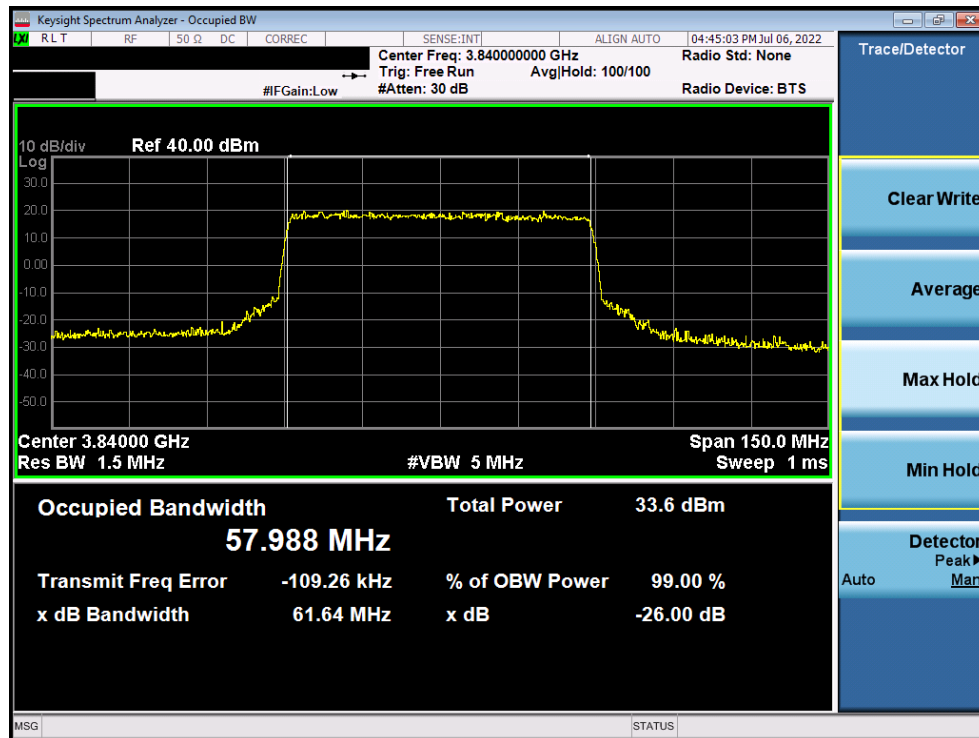 Keysight Spectrum Analyzer - Occupied BW
LXI RLT RF 50 Ω DC CORREC SENSE:INT ALIGN AUTO 04:45:03 PM Jul 06, 2022
Center Freq: 3.840000000 GHz Radio Std: None
Trig: Free Run Avg|Hold: 100/100
#IFGain:Low #Atten: 30 dB Radio Device: BTS
10 dB/div Ref 40.00 dBm
Log
30.0
20.0
10.0
0.00
-10.0
-20.0
-30.0
-40.0
-50.0
Center 3.84000 GHz Span 150.0 MHz
Res BW 1.5 MHz #VBW 5 MHz Sweep 1 ms
Occupied Bandwidth Total Power 33.6 dBm
57.988 MHz
Transmit Freq Error -109.26 kHz % of OBW Power 99.00 %
x dB Bandwidth 61.64 MHz x dB -26.00 dB
MSG STATUS
Trace/Detector
Clear Write
Average
Max Hold
Min Hold
Detector
Peak
Auto Man